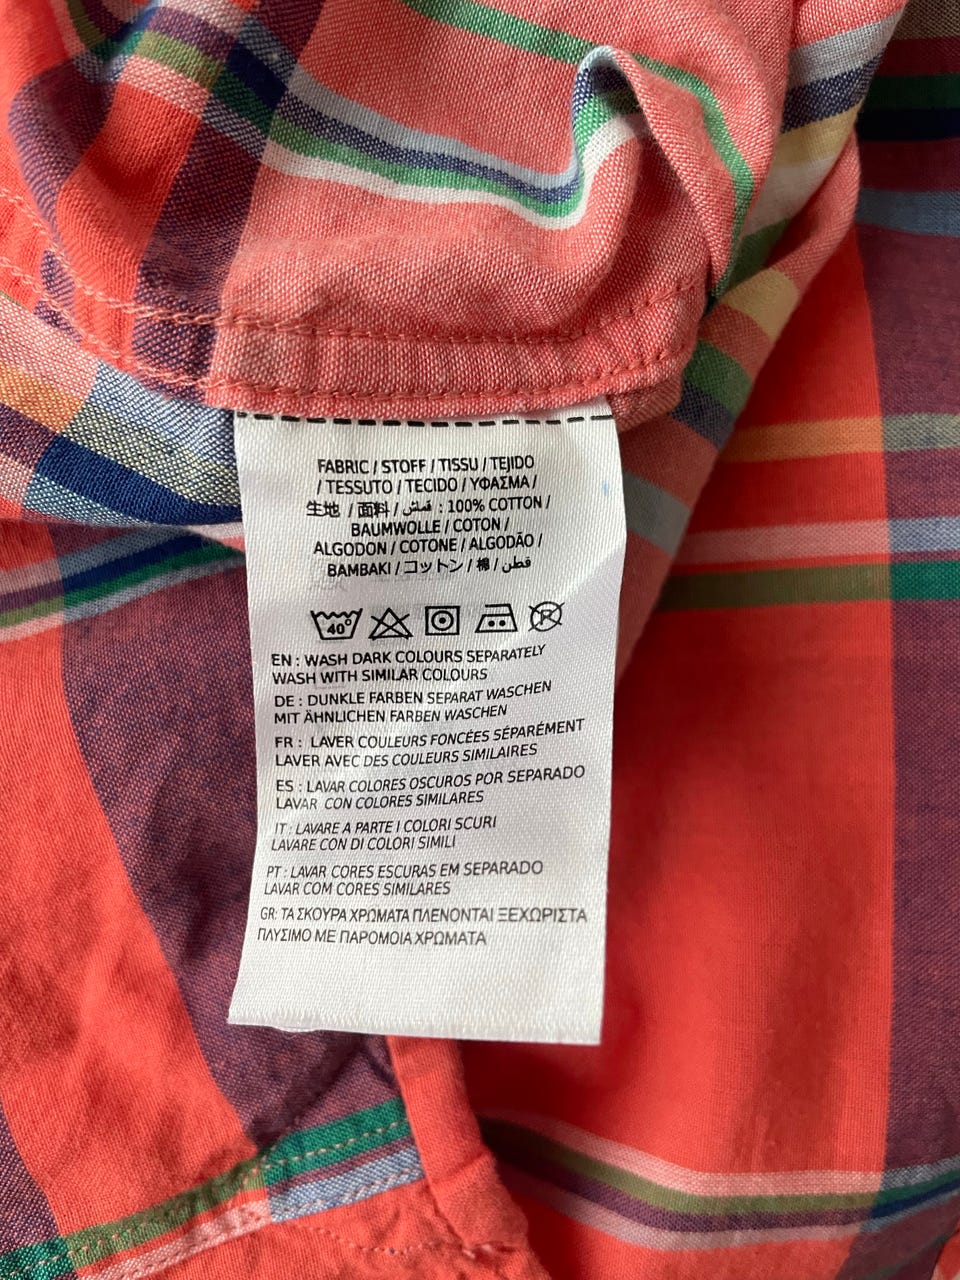 FABRIC / STOFF / TISSU / TEJIDO
/ TESSUTO / TECIDO / ΥΦΑΣΜΑ /
生地 / 面料 / قماش : 100% COTTON /
BAUMWOLLE / COTON /
ALGODON / COTONE / ALGODÃO /
BAMBAKI / コットン / 棉 / قطن
40°
P
EN : WASH DARK COLOURS SEPARATELY
WASH WITH SIMILAR COLOURS
DE : DUNKLE FARBEN SEPARAT WASCHEN
MIT ÄHNLICHEN FARBEN WASCHEN
FR : LAVER COULEURS FONCÉES SÉPARÉMENT
LAVER AVEC DES COULEURS SIMILAIRES
ES : LAVAR COLORES OSCUROS POR SEPARADO
LAVAR CON COLORES SIMILARES
IT : LAVARE A PARTE I COLORI SCURI
LAVARE CON DI COLORI SIMILI
PT : LAVAR CORES ESCURAS EM SEPARADO
LAVAR COM CORES SIMILARES
GR: ΤΑ ΣΚΟΥΡΑ ΧΡΩΜΑΤΑ ΠΛΕΝΟΝΤΑΙ ΞΕΧΩΡΙΣΤΑ
ΠΛΥΣΙΜΟ ΜΕ ΠΑΡΟΜΟΙΑ ΧΡΩΜΑΤΑ